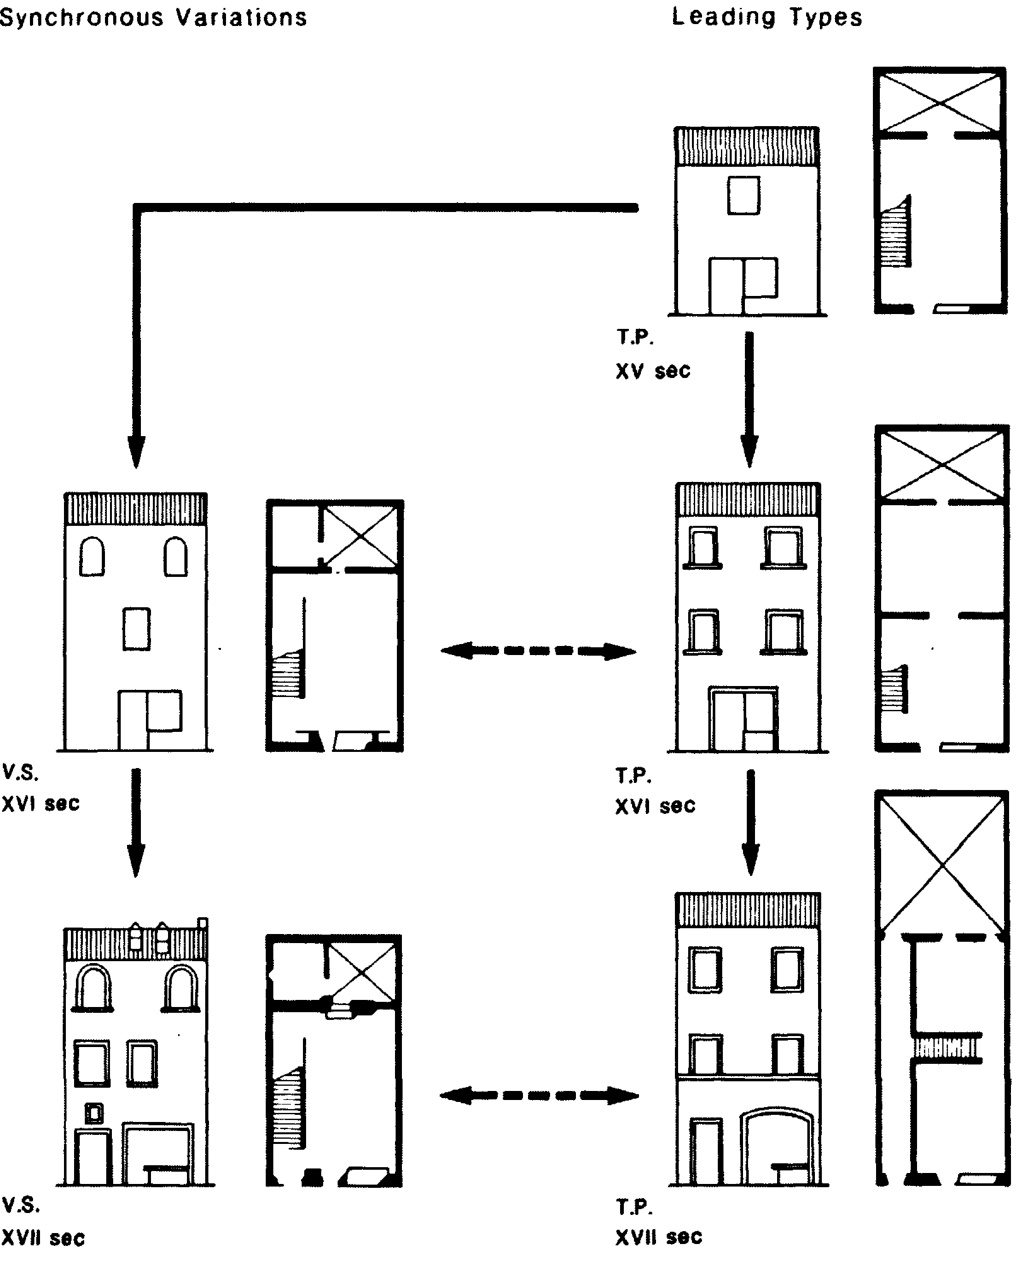 Synchronous Variations
Leading Types
T.P.
XV sec
V.S.
XVI sec
T.P.
XVI sec
V.S.
XVII sec
T.P.
XVII sec